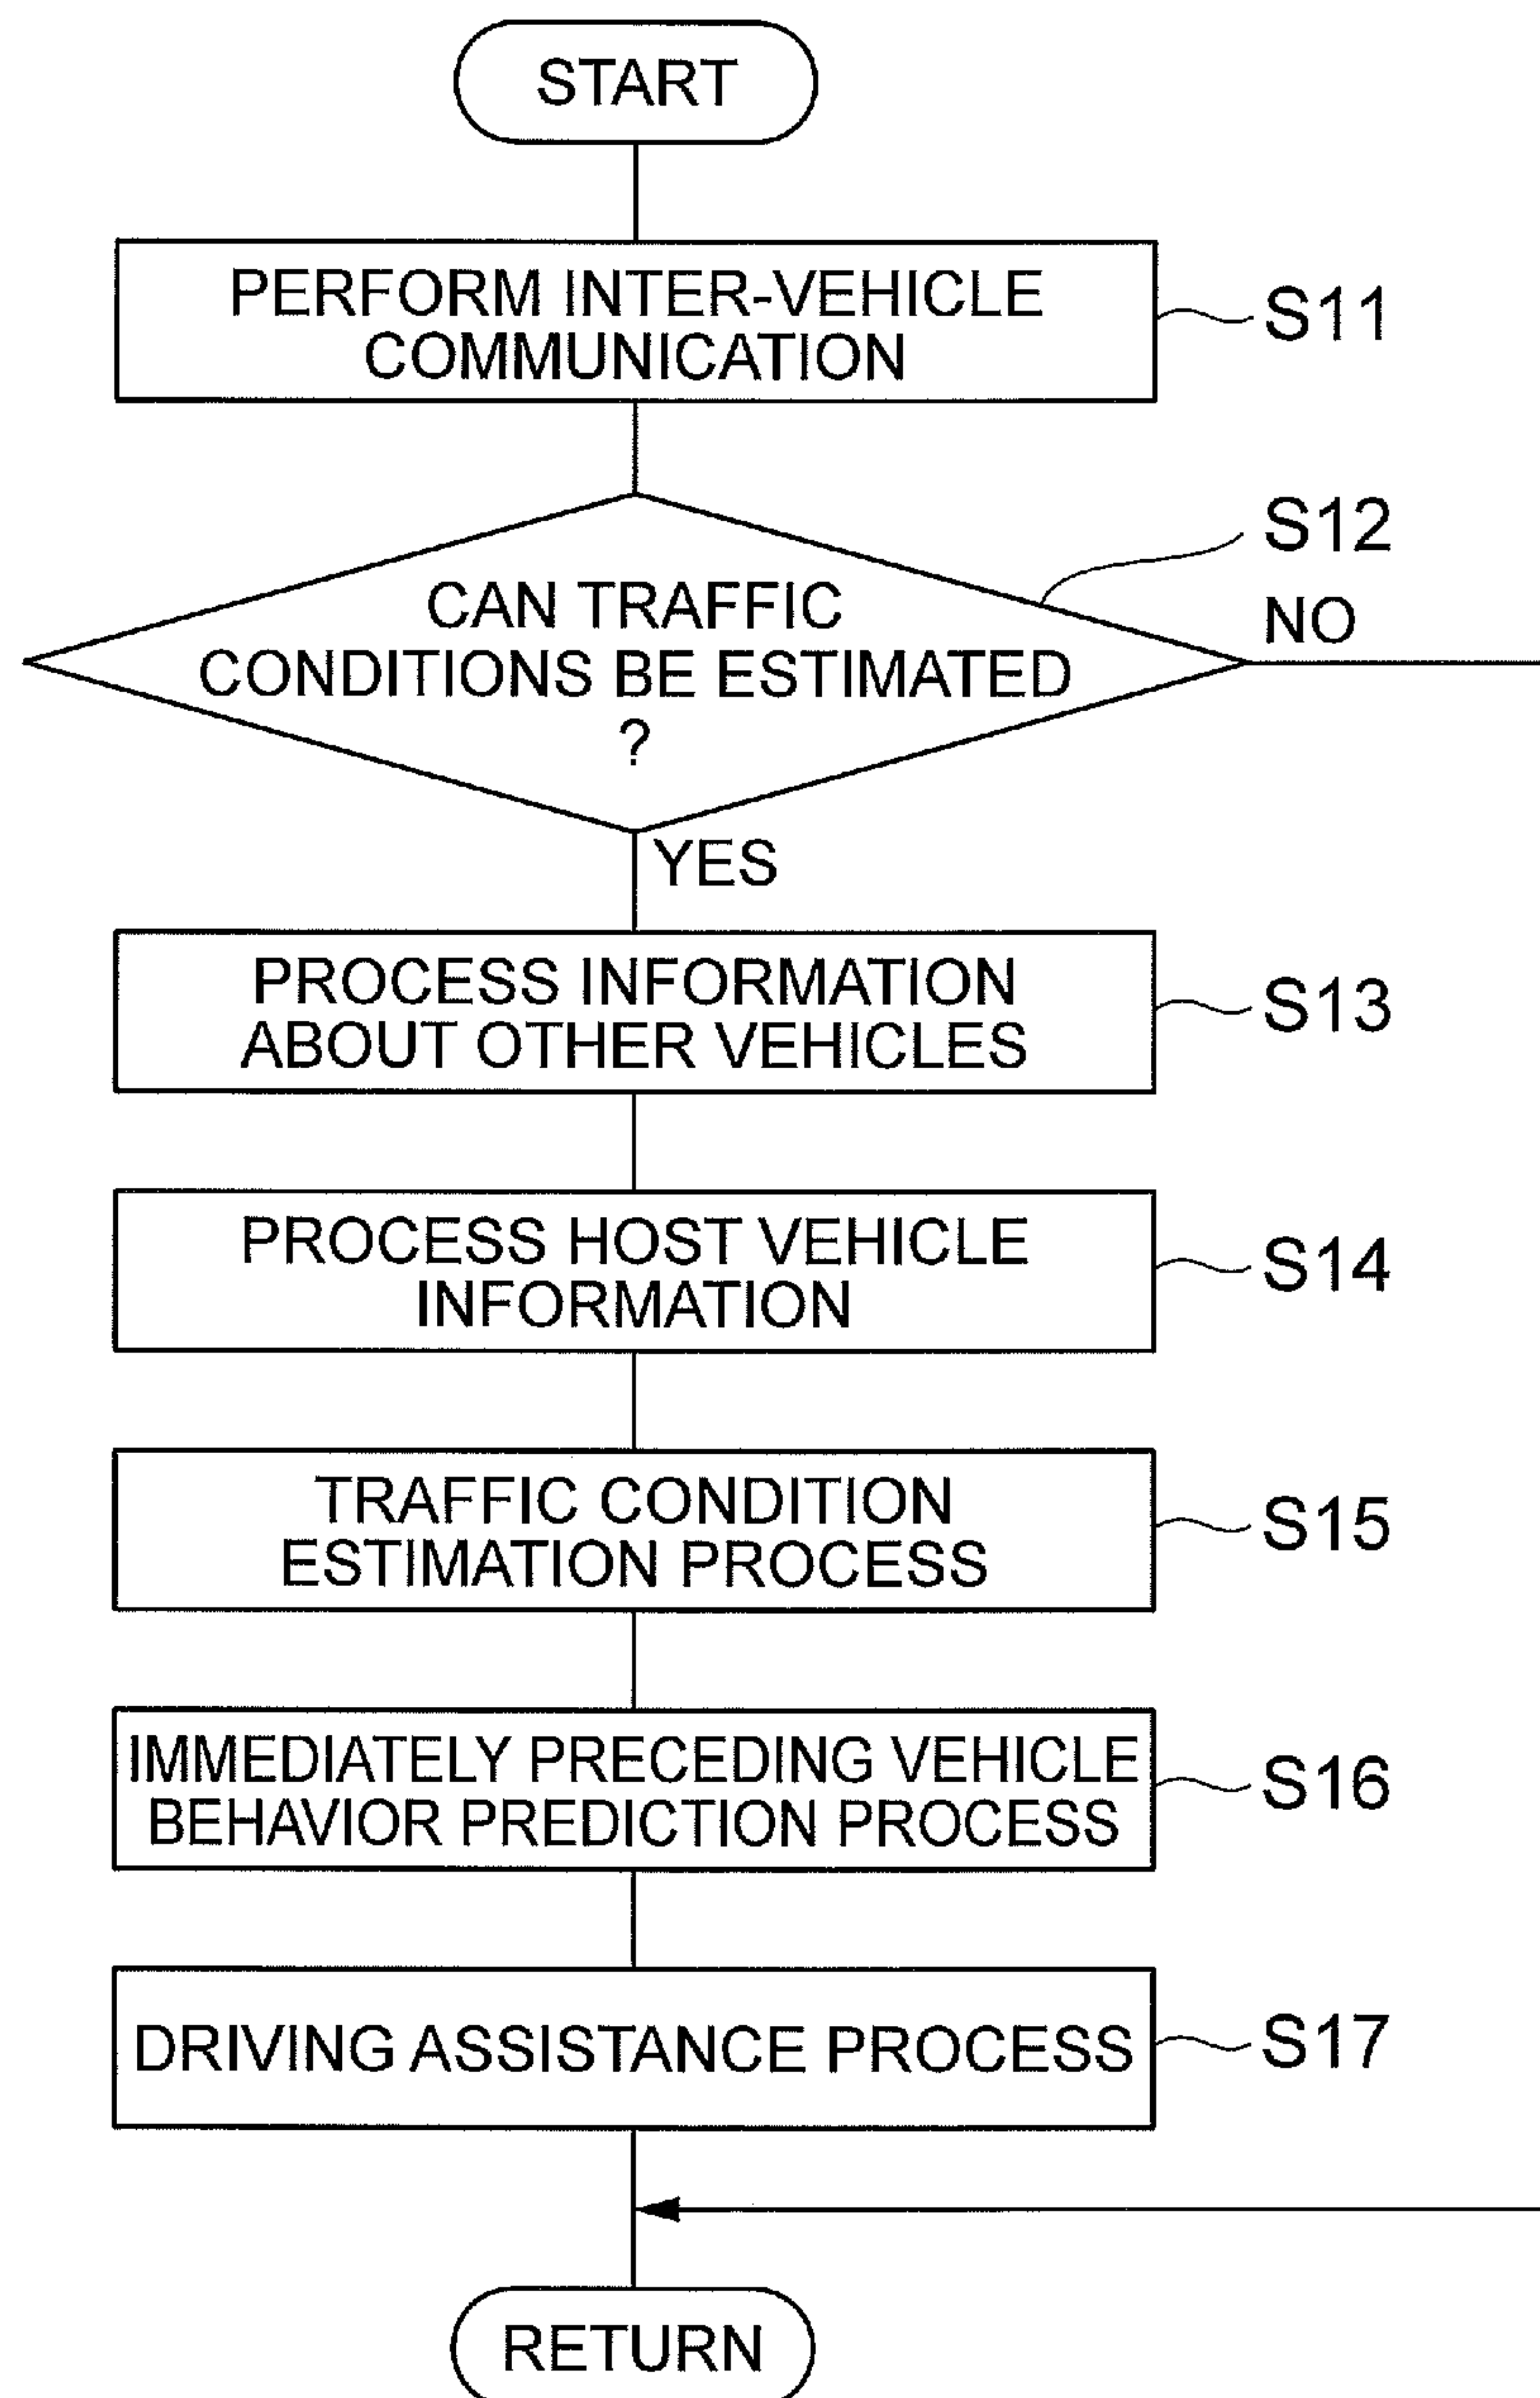 START
PERFORM INTER-VEHICLE
COMMUNICATION
S11
S12
CAN TRAFFIC
CONDITIONS BE ESTIMATED
?
NO
YES
PROCESS INFORMATION
ABOUT OTHER VEHICLES
S13
PROCESS HOST VEHICLE
INFORMATION
S14
TRAFFIC CONDITION
ESTIMATION PROCESS
S15
IMMEDIATELY PRECEDING VEHICLE
BEHAVIOR PREDICTION PROCESS
S16
DRIVING ASSISTANCE PROCESS
S17
RETURN